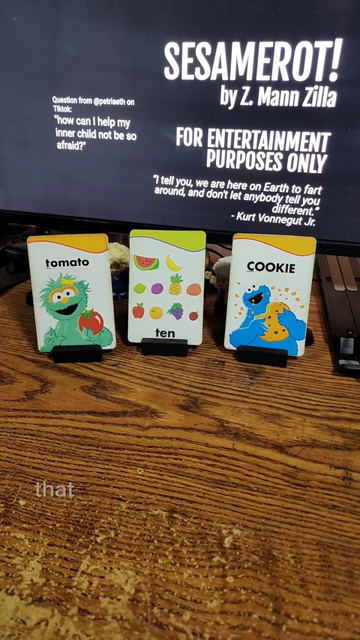 SESAMEROT!
by Z. Mann Zilla
Question from @petriaeth on
Tiktok:
"how can I help my
inner child not be so
afraid?"
FOR ENTERTAINMENT
PURPOSES ONLY
"I tell you, we are here on Earth to fart
around, and don't let anybody tell you
different."
- Kurt Vonnegut Jr.
tomato
ten
COOKIE
that